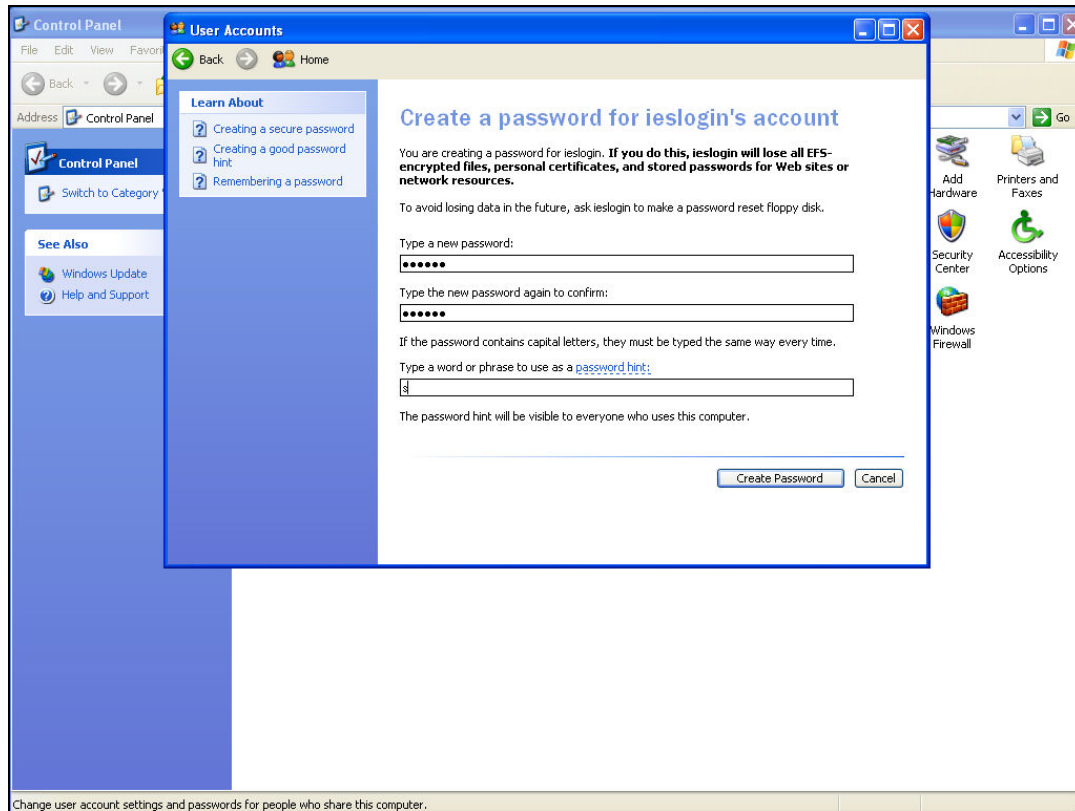 Control Panel
File Edit View
Back
Address Control Panel
Go
Control Panel
Switch to Category
See Also
Windows Update
Help and Support
User Accounts
Back Home
Learn About
Creating a secure password
Creating a good password
hint
Remembering a password
Create a password for ieslogin's account
You are creating a password for ieslogin. If you do this, ieslogin will lose all EFS-
encrypted files, personal certificates, and stored passwords for Web sites or
network resources.
To avoid losing data in the future, ask ieslogin to make a password reset floppy disk.
Type a new password:
●●●●●●
Type the new password again to confirm:
●●●●●●
If the password contains capital letters, they must be typed the same way every time.
Type a word or phrase to use as a password hint:
s
The password hint will be visible to everyone who uses this computer.
Create Password Cancel
Add
Hardware
Printers and
Faxes
Security
Center
Accessibility
Options
Windows
Firewall
Change user account settings and passwords for people who share this computer.